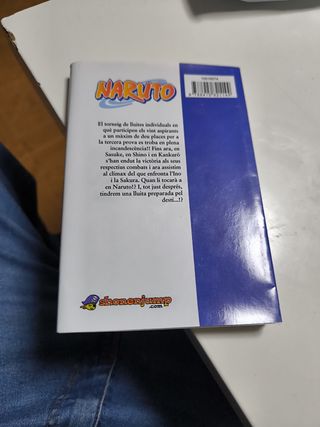 NARUTO
El torneig de lluites individuals en
què participen els vint aspirants
a un màxim de deu places per a
la tercera prova es troba en plena
incandescència!! Fins ara, en
Sasuke, en Shino i en Kankurô
s'han endut la victòria als seus
respectius combats i ara assistim
al clímax del que enfronta l'Ino
i la Sakura. Quan li tocarà a
en Naruto!? I, tot just després,
tindrem una lluita preparada pel
destí...!?
shonenjump
.com